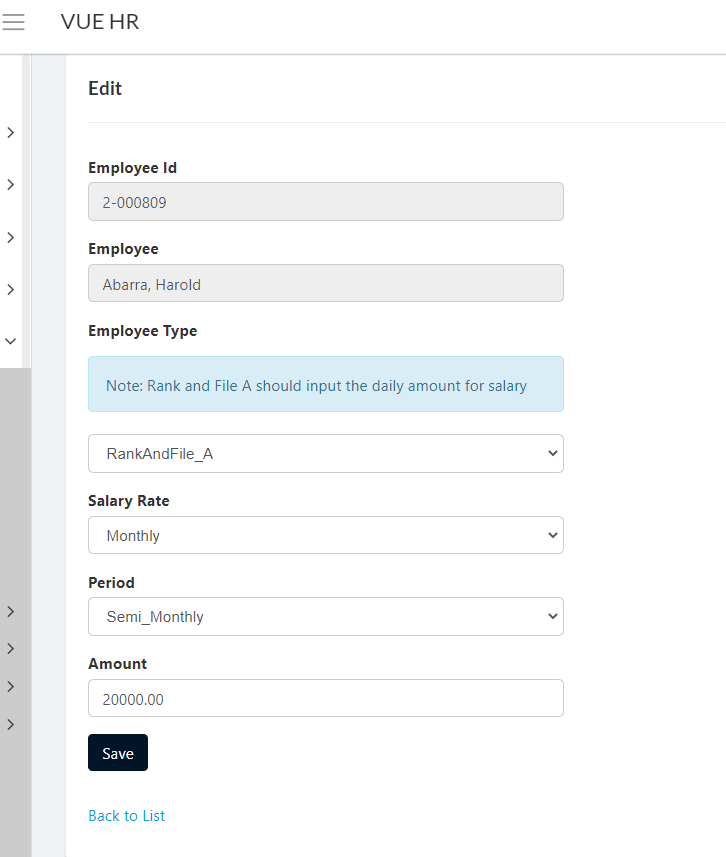 VUE HR
Edit
Employee Id
2-000809
Employee
Abarra, Harold
Employee Type
Note: Rank and File A should input the daily amount for salary
RankAndFile_A
Salary Rate
Monthly
Period
Semi_Monthly
Amount
20000.00
Save
Back to List